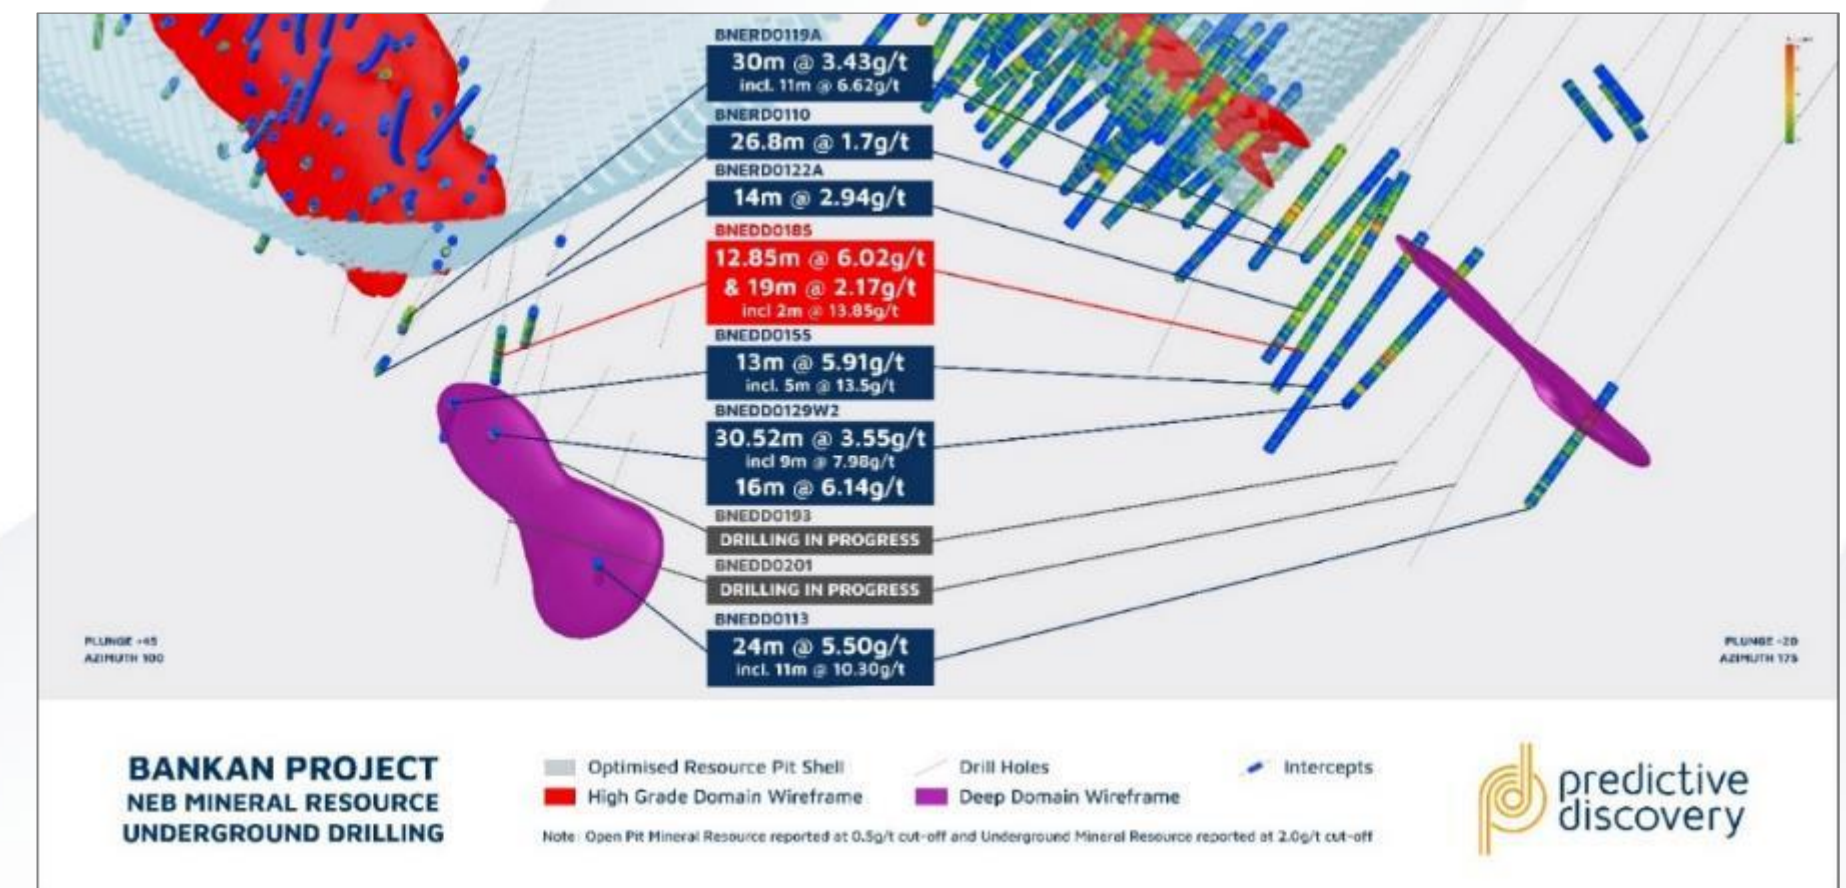 BNERD0119A
30m @ 3.43g/t
incl. 11m @ 6.62g/t
BNERD0110
26.8m @ 1.7g/t
BNERD0122A
14m @ 2.94g/t
BNEDD0185
12.85m @ 6.02g/t
& 19m @ 2.17g/t
incl 2m @ 13.85g/t
BNEDD0155
13m @ 5.91g/t
incl. 5m @ 13.5g/t
BNEDD0129W2
30.52m @ 3.55g/t
incl 9m @ 7.98g/t
16m @ 6.14g/t
BNEDD0193
DRILLING IN PROGRESS
BNEDD0201
DRILLING IN PROGRESS
BNEDD0113
24m @ 5.50g/t
incl. 11m @ 10.30g/t
PLUNGE +45
AZIMUTH 100
PLUNGE -20
AZIMUTH 175
BANKAN PROJECT
NEB MINERAL RESOURCE
UNDERGROUND DRILLING
Optimised Resource Pit Shell
Drill Holes
Intercepts
High Grade Domain Wireframe
Deep Domain Wireframe
Note: Open Pit Mineral Resource reported at 0.5g/t cut-off and Underground Mineral Resource reported at 2.0g/t cut-off
predictive
discovery